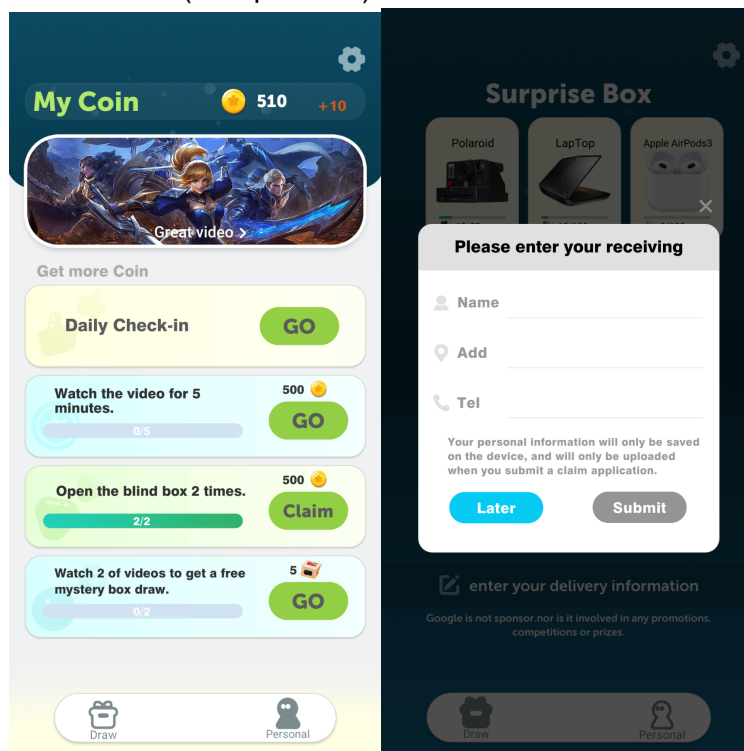 My Coin
510
+10
Great video >
Get more Coin
Daily Check-in
GO
Watch the video for 5
minutes.
0/5
500
GO
Open the blind box 2 times.
2/2
500
Claim
Watch 2 of videos to get a free
mystery box draw.
0/2
5
GO
Draw
Personal
Surprise Box
Polaroid
LapTop
Apple AirPods3
Please enter your receiving
Name
Add
Tel
Your personal information will only be saved
on the device, and will only be uploaded
when you submit a claim application.
Later
Submit
enter your delivery information
Google is not sponsor.nor is it involved in any promotions,
competitions or prizes.
Draw
Personal